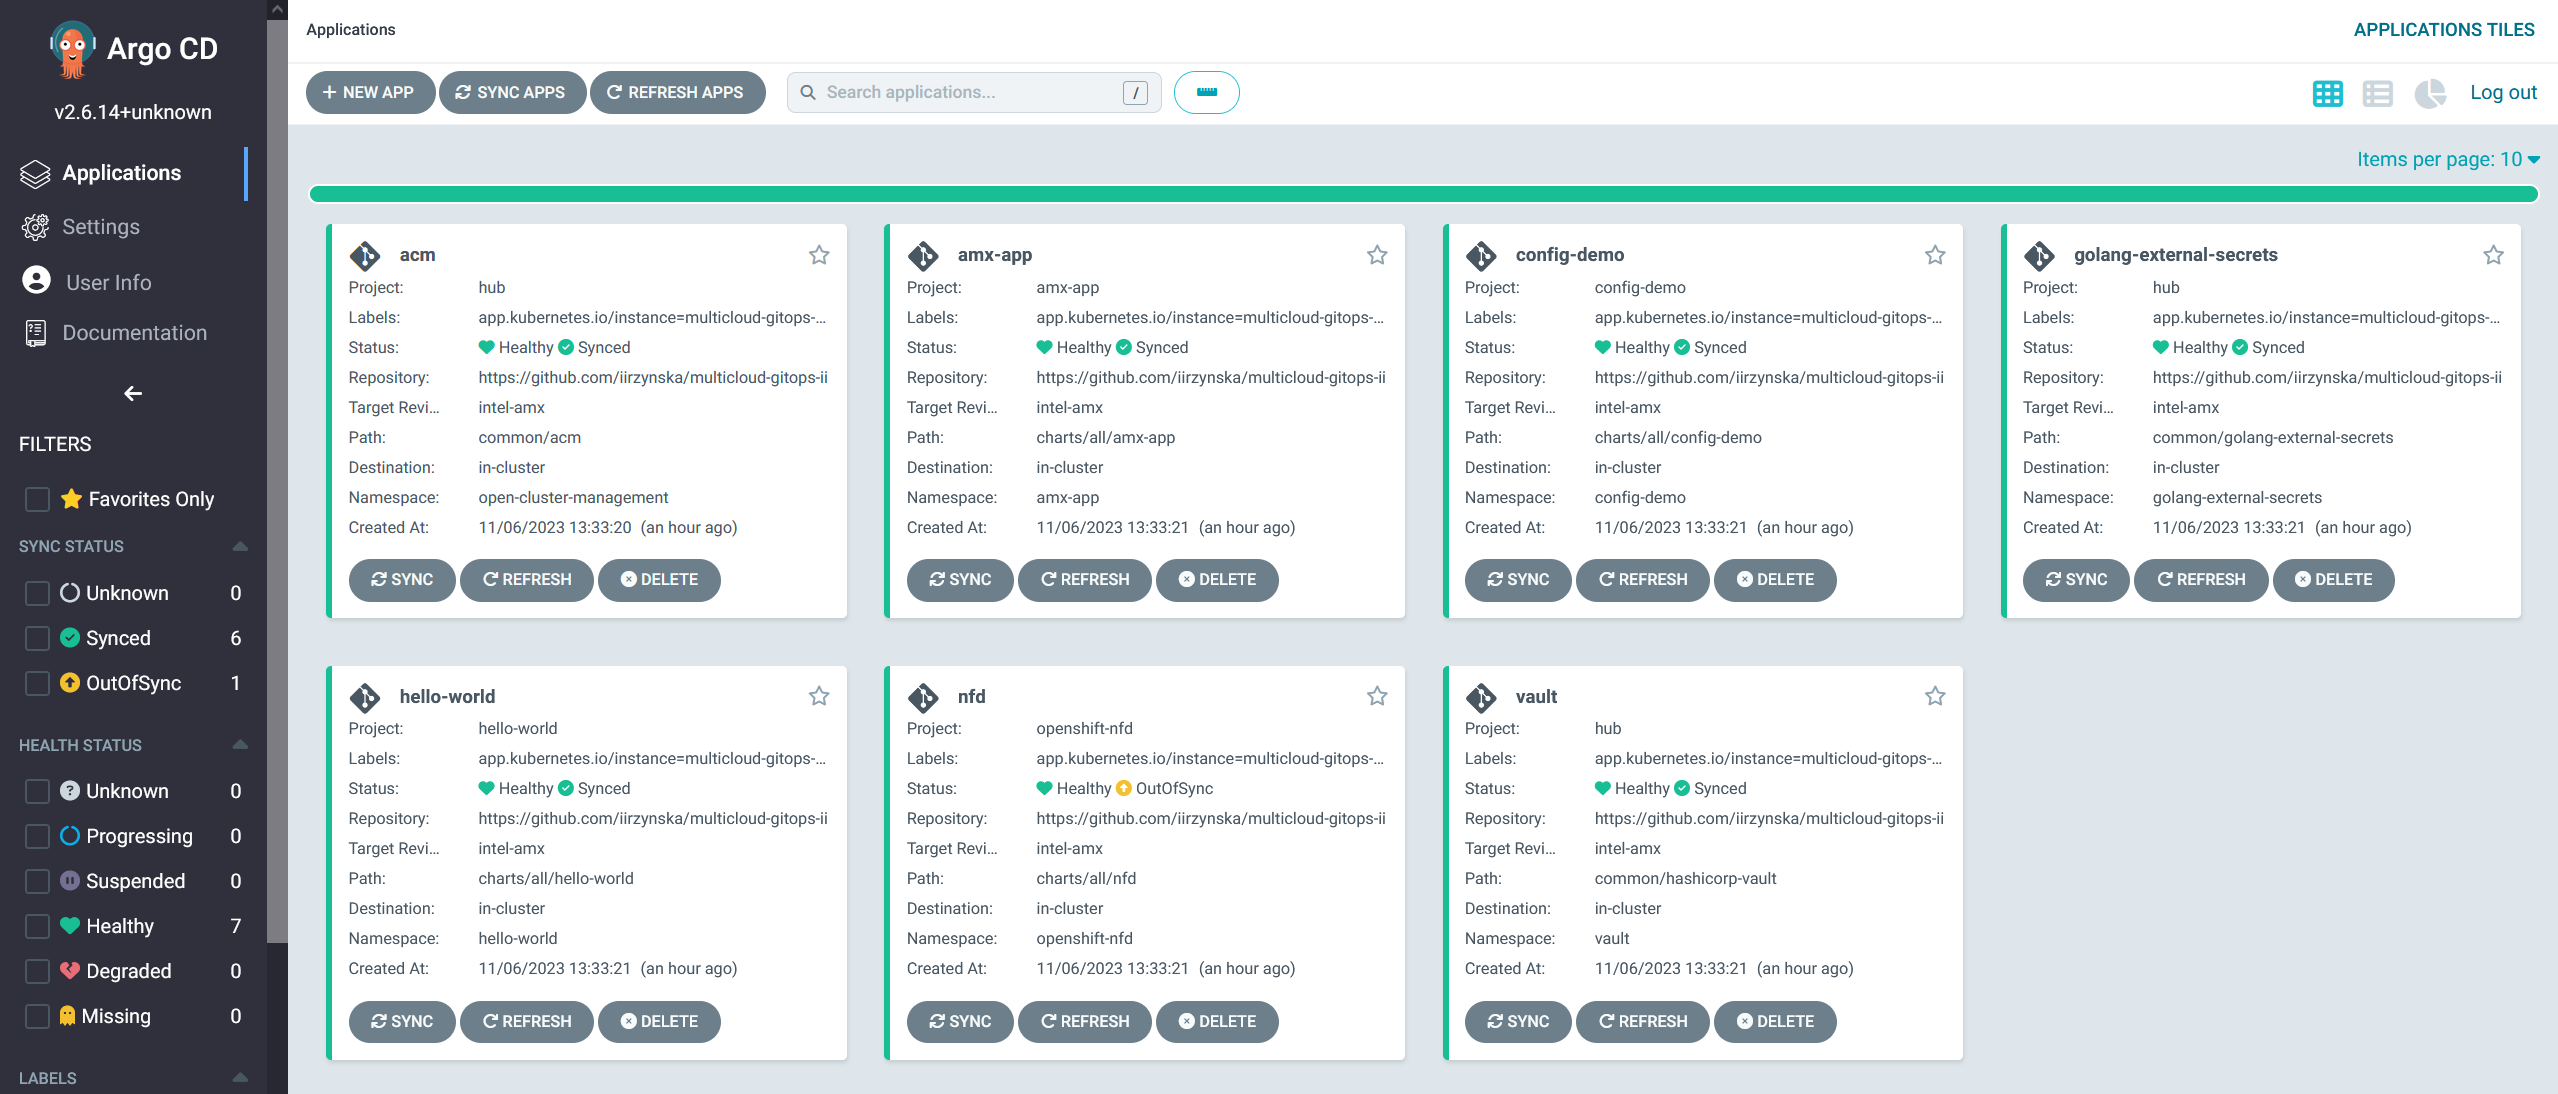 Argo CD
v2.6.14+unknown
Applications
Settings
User Info
Documentation
FILTERS
Favorites Only
SYNC STATUS
Unknown 0
Synced 6
OutOfSync 1
HEALTH STATUS
Unknown 0
Progressing 0
Suspended 0
Healthy 7
Degraded 0
Missing 0
LABELS
Applications
APPLICATIONS TILES
NEW APP
SYNC APPS
REFRESH APPS
Search applications...
/
Log out
Items per page: 10
acm
Project: hub
Labels: app.kubernetes.io/instance=multicloud-gitops-...
Status: Healthy Synced
Repository: https://github.com/iirzynska/multicloud-gitops-ii
Target Revi... intel-amx
Path: common/acm
Destination: in-cluster
Namespace: open-cluster-management
Created At: 11/06/2023 13:33:20 (an hour ago)
SYNC REFRESH DELETE
amx-app
Project: amx-app
Labels: app.kubernetes.io/instance=multicloud-gitops-...
Status: Healthy Synced
Repository: https://github.com/iirzynska/multicloud-gitops-ii
Target Revi... intel-amx
Path: charts/all/amx-app
Destination: in-cluster
Namespace: amx-app
Created At: 11/06/2023 13:33:21 (an hour ago)
SYNC REFRESH DELETE
config-demo
Project: config-demo
Labels: app.kubernetes.io/instance=multicloud-gitops-...
Status: Healthy Synced
Repository: https://github.com/iirzynska/multicloud-gitops-ii
Target Revi... intel-amx
Path: charts/all/config-demo
Destination: in-cluster
Namespace: config-demo
Created At: 11/06/2023 13:33:21 (an hour ago)
SYNC REFRESH DELETE
golang-external-secrets
Project: hub
Labels: app.kubernetes.io/instance=multicloud-gitops-...
Status: Healthy Synced
Repository: https://github.com/iirzynska/multicloud-gitops-ii
Target Revi... intel-amx
Path: common/golang-external-secrets
Destination: in-cluster
Namespace: golang-external-secrets
Created At: 11/06/2023 13:33:21 (an hour ago)
SYNC REFRESH DELETE
hello-world
Project: hello-world
Labels: app.kubernetes.io/instance=multicloud-gitops-...
Status: Healthy Synced
Repository: https://github.com/iirzynska/multicloud-gitops-ii
Target Revi... intel-amx
Path: charts/all/hello-world
Destination: in-cluster
Namespace: hello-world
Created At: 11/06/2023 13:33:21 (an hour ago)
SYNC REFRESH DELETE
nfd
Project: openshift-nfd
Labels: app.kubernetes.io/instance=multicloud-gitops-...
Status: Healthy OutOfSync
Repository: https://github.com/iirzynska/multicloud-gitops-ii
Target Revi... intel-amx
Path: charts/all/nfd
Destination: in-cluster
Namespace: openshift-nfd
Created At: 11/06/2023 13:33:21 (an hour ago)
SYNC REFRESH DELETE
vault
Project: hub
Labels: app.kubernetes.io/instance=multicloud-gitops-...
Status: Healthy Synced
Repository: https://github.com/iirzynska/multicloud-gitops-ii
Target Revi... intel-amx
Path: common/hashicorp-vault
Destination: in-cluster
Namespace: vault
Created At: 11/06/2023 13:33:21 (an hour ago)
SYNC REFRESH DELETE